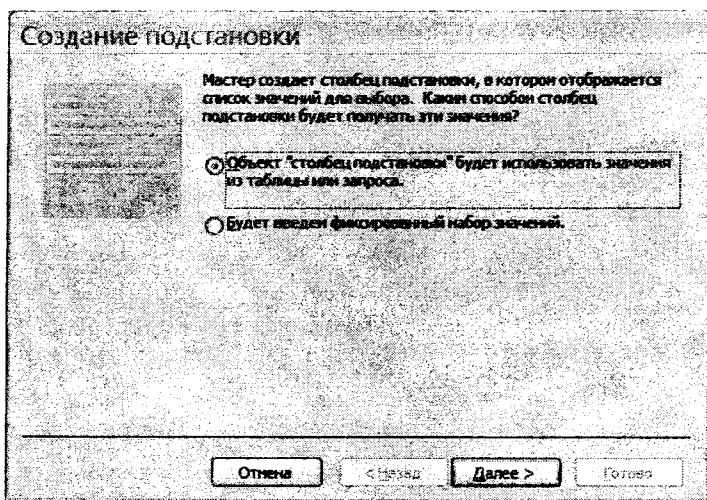 Создание подстановки
Мастер создает столбец подстановки, в котором отображается
список значений для выбора. Каким способом столбец
подстановки будет получать эти значения?
Объект "столбец подстановки" будет использовать значения
из таблицы или запроса.
Будет введен фиксированный набор значений.
Отмена
< Назад
Далее >
Готово